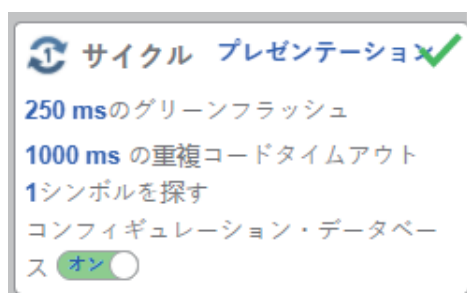 1 サイクル プレゼンテーション
250 msのグリーンフラッシュ
1000 ms の重複コードタイムアウト
1シンボルを探す
コンフィギュレーション・データベー
ス オン